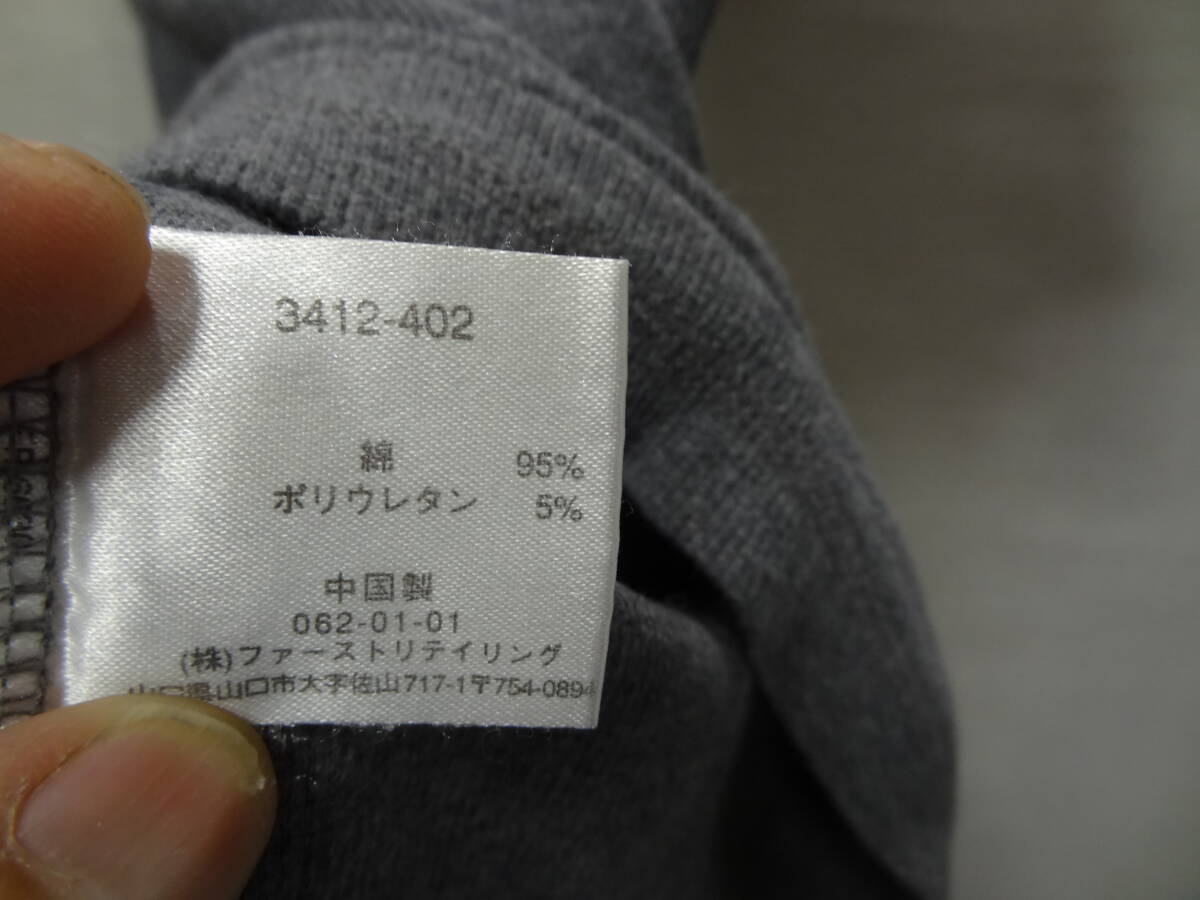 3412-402
綿 95%
ポリウレタン 5%
中国製
062-01-01
(株)ファーストリテイリング
山口県山口市大字佐山717-1〒754-0894